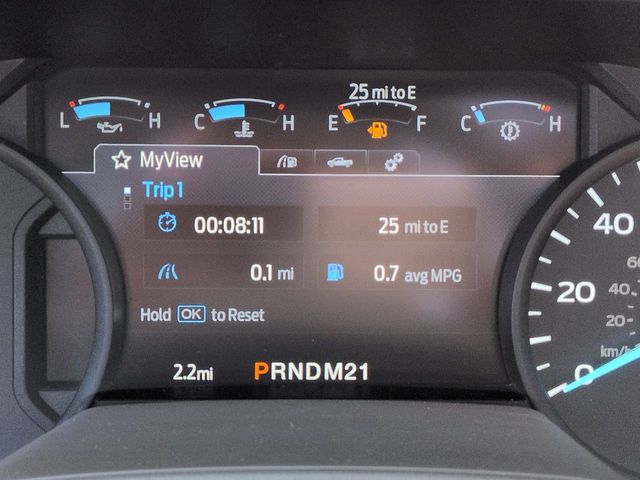 25 mi to E
L H C H E F C H
MyView
Trip 1
00:08:11 25 mi to E
0.1 mi 0.7 avg MPG
Hold OK to Reset
2.2mi PRNDM21
40
20
0
60
40
20
km/h